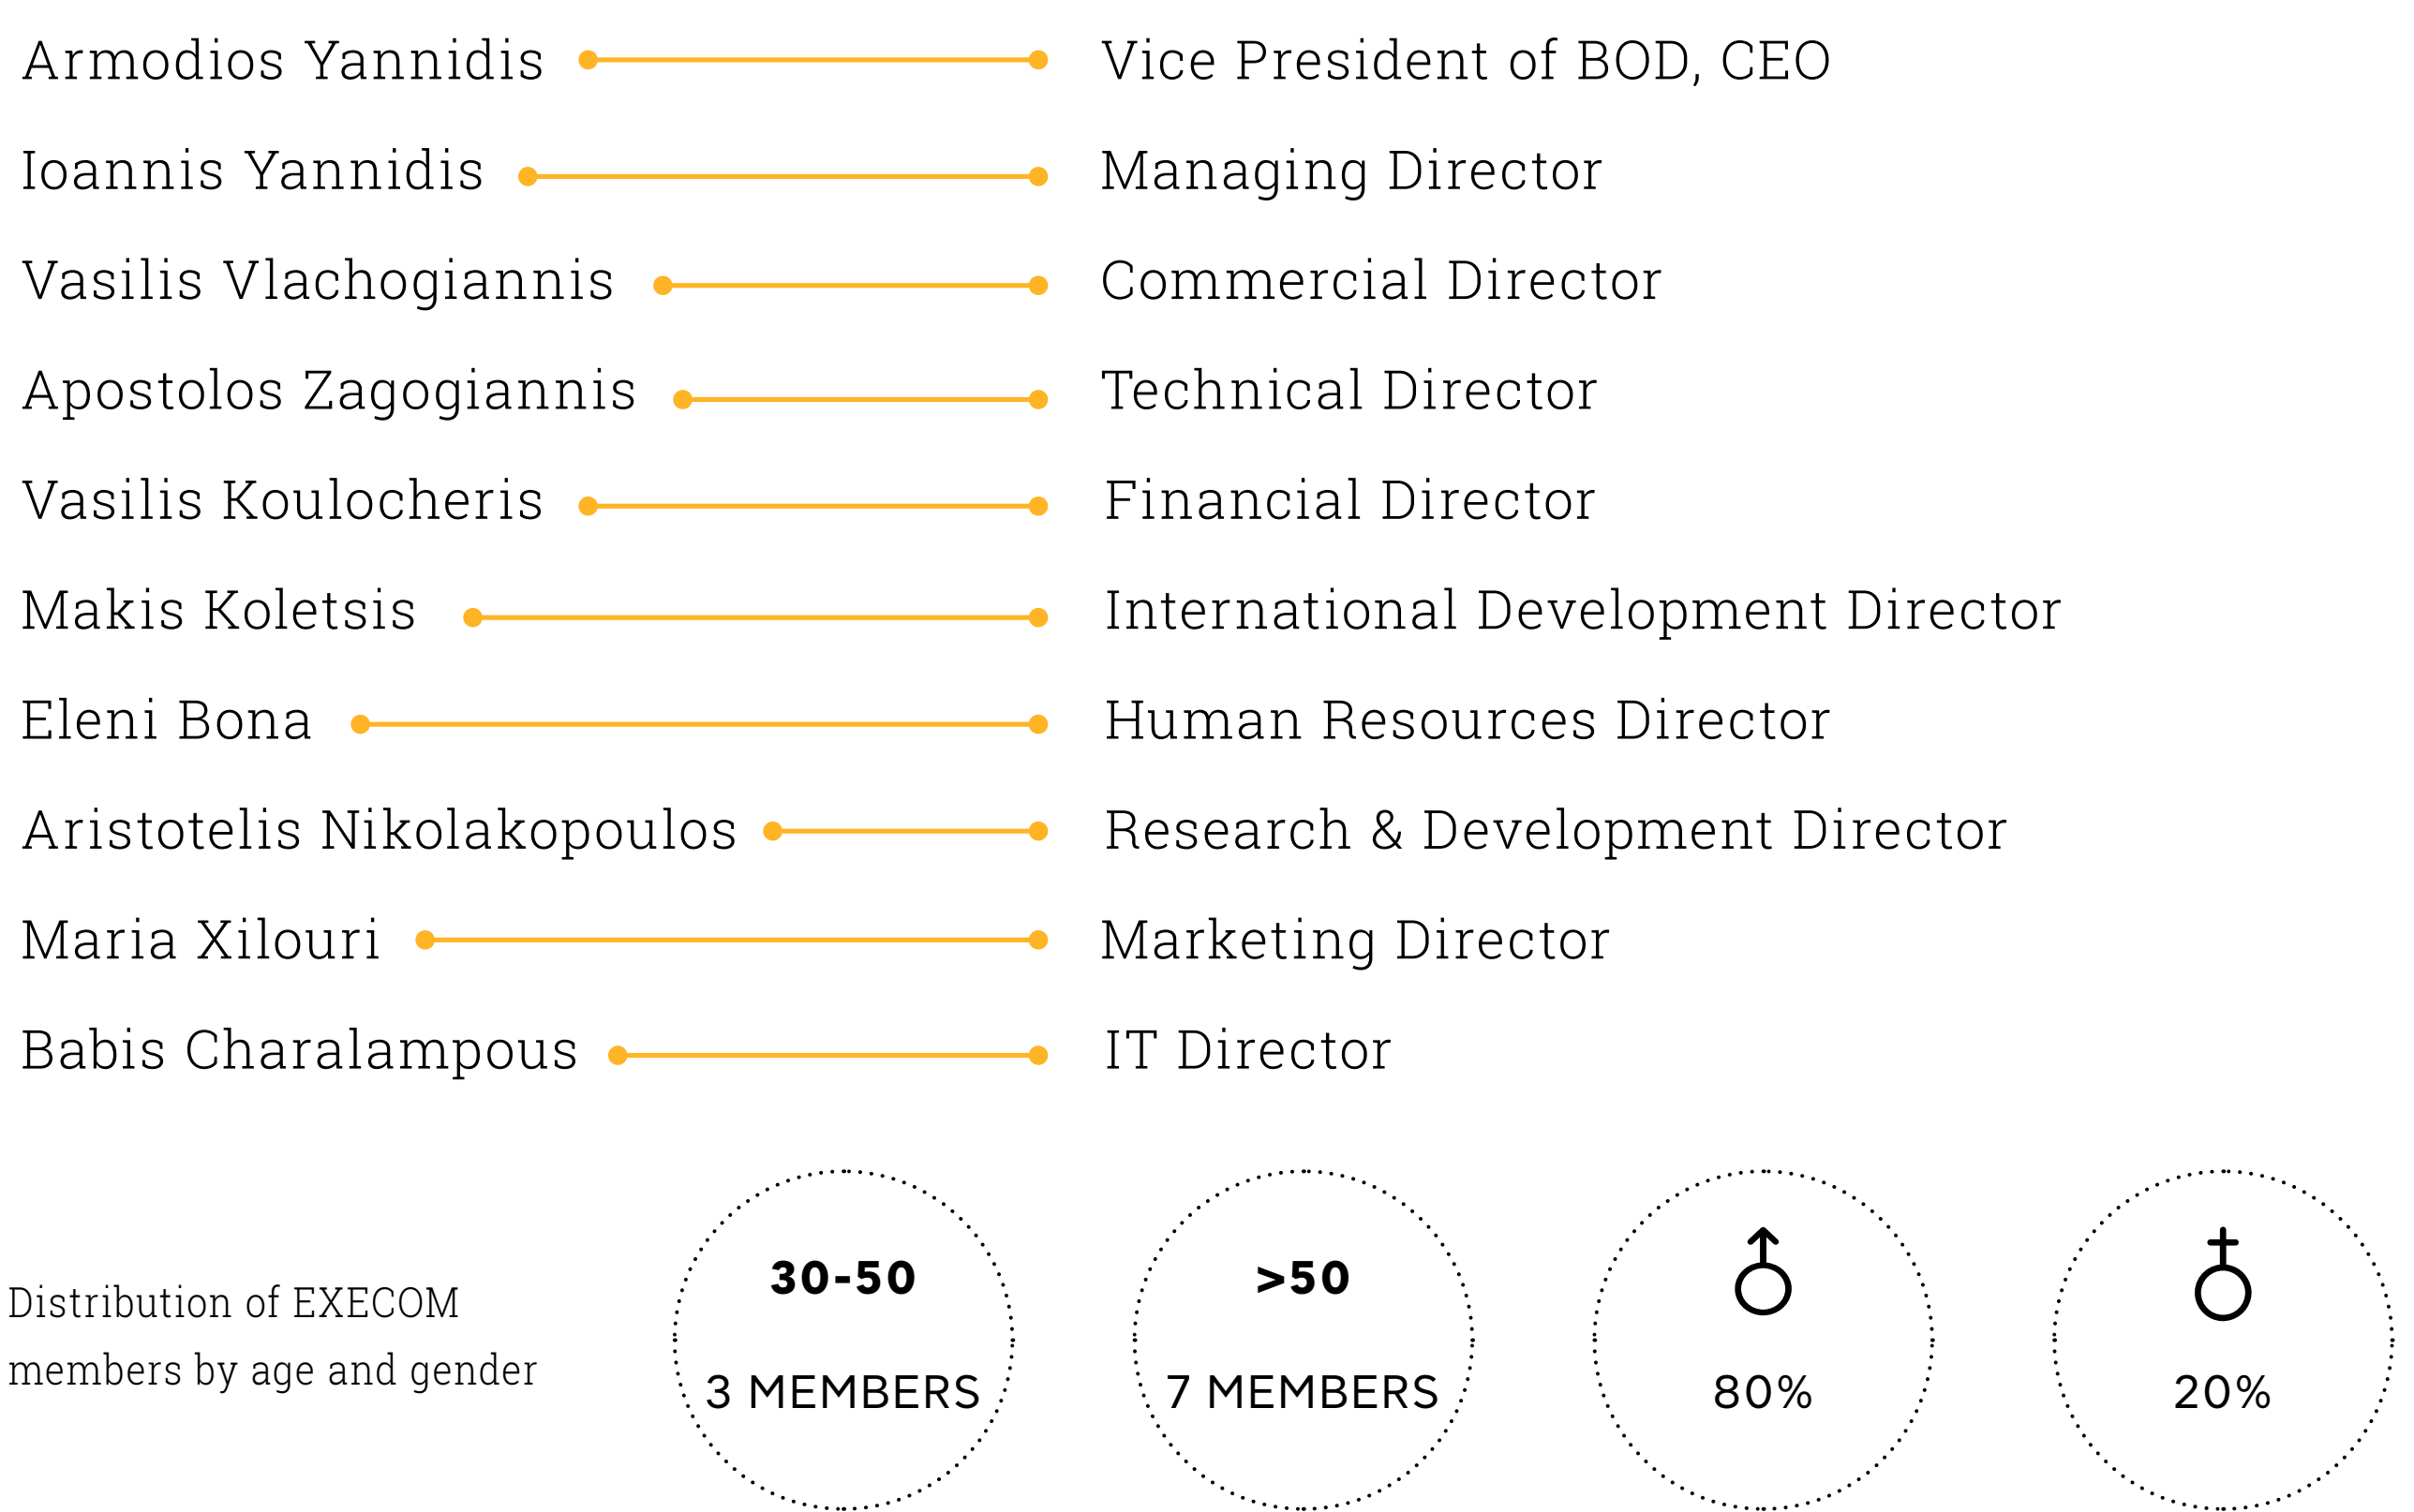 Armodios Yannidis Vice President of BOD, CEO
Ioannis Yannidis Managing Director
Vasilis Vlachogiannis Commercial Director
Apostolos Zagogiannis Technical Director
Vasilis Koulocheris Financial Director
Makis Koletsis International Development Director
Eleni Bona Human Resources Director
Aristotelis Nikolakopoulos Research & Development Director
Maria Xilouri Marketing Director
Babis Charalampous IT Director
Distribution of EXECOM
members by age and gender
30-50
3 MEMBERS
>50
7 MEMBERS
80%
20%